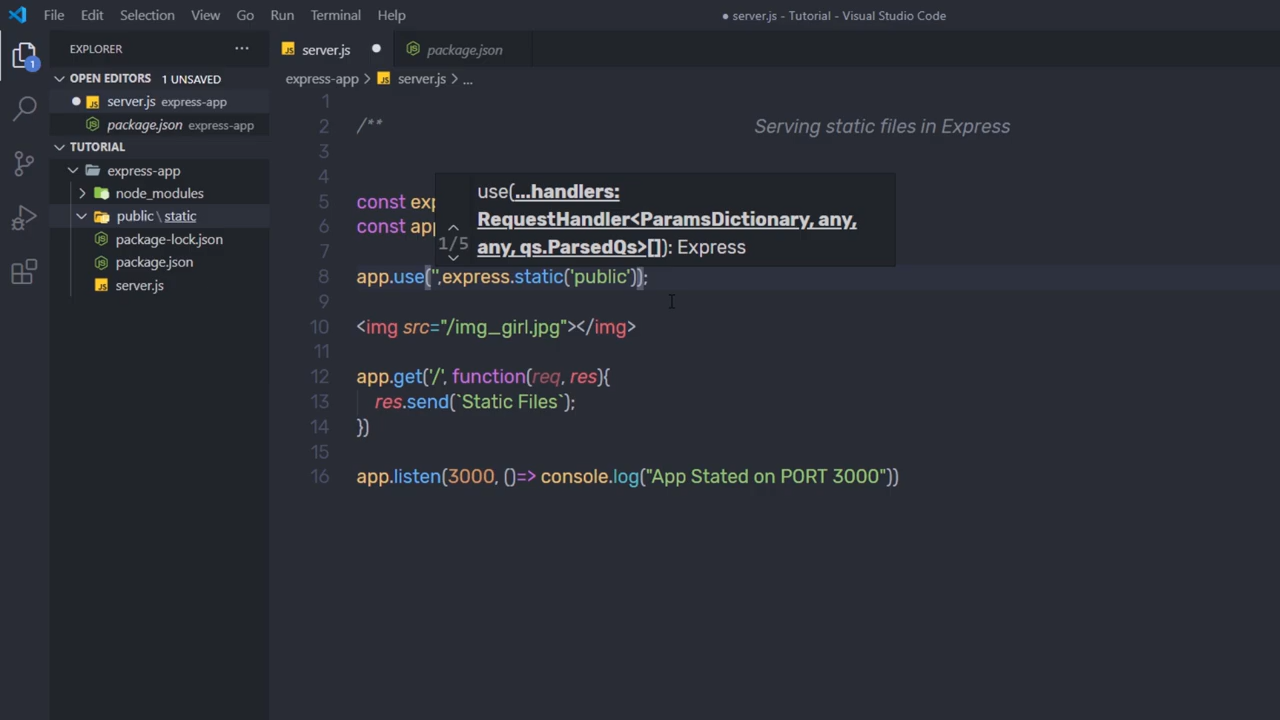 File Edit Selection View Go Run Terminal Help
● server.js - Tutorial - Visual Studio Code
EXPLORER ...
server.js
package.json
OPEN EDITORS 1 UNSAVED
express-app > server.js > ...
server.js express-app
package.json express-app
TUTORIAL
express-app
node_modules
public \ static
package-lock.json
package.json
server.js
1
1
2 /** Serving static files in Express
3
4
5 const exp
6 const app
7
use(...handlers:
RequestHandler<ParamsDictionary, any,
1/5 any, qs.ParsedQs>[]): Express
8 app.use('',express.static('public'));
9
10 <img src="/img_girl.jpg"></img>
11
12 app.get('/', function(req, res){
13 res.send(`Static Files`);
14 })
15
16 app.listen(3000, ()=> console.log("App Stated on PORT 3000"))